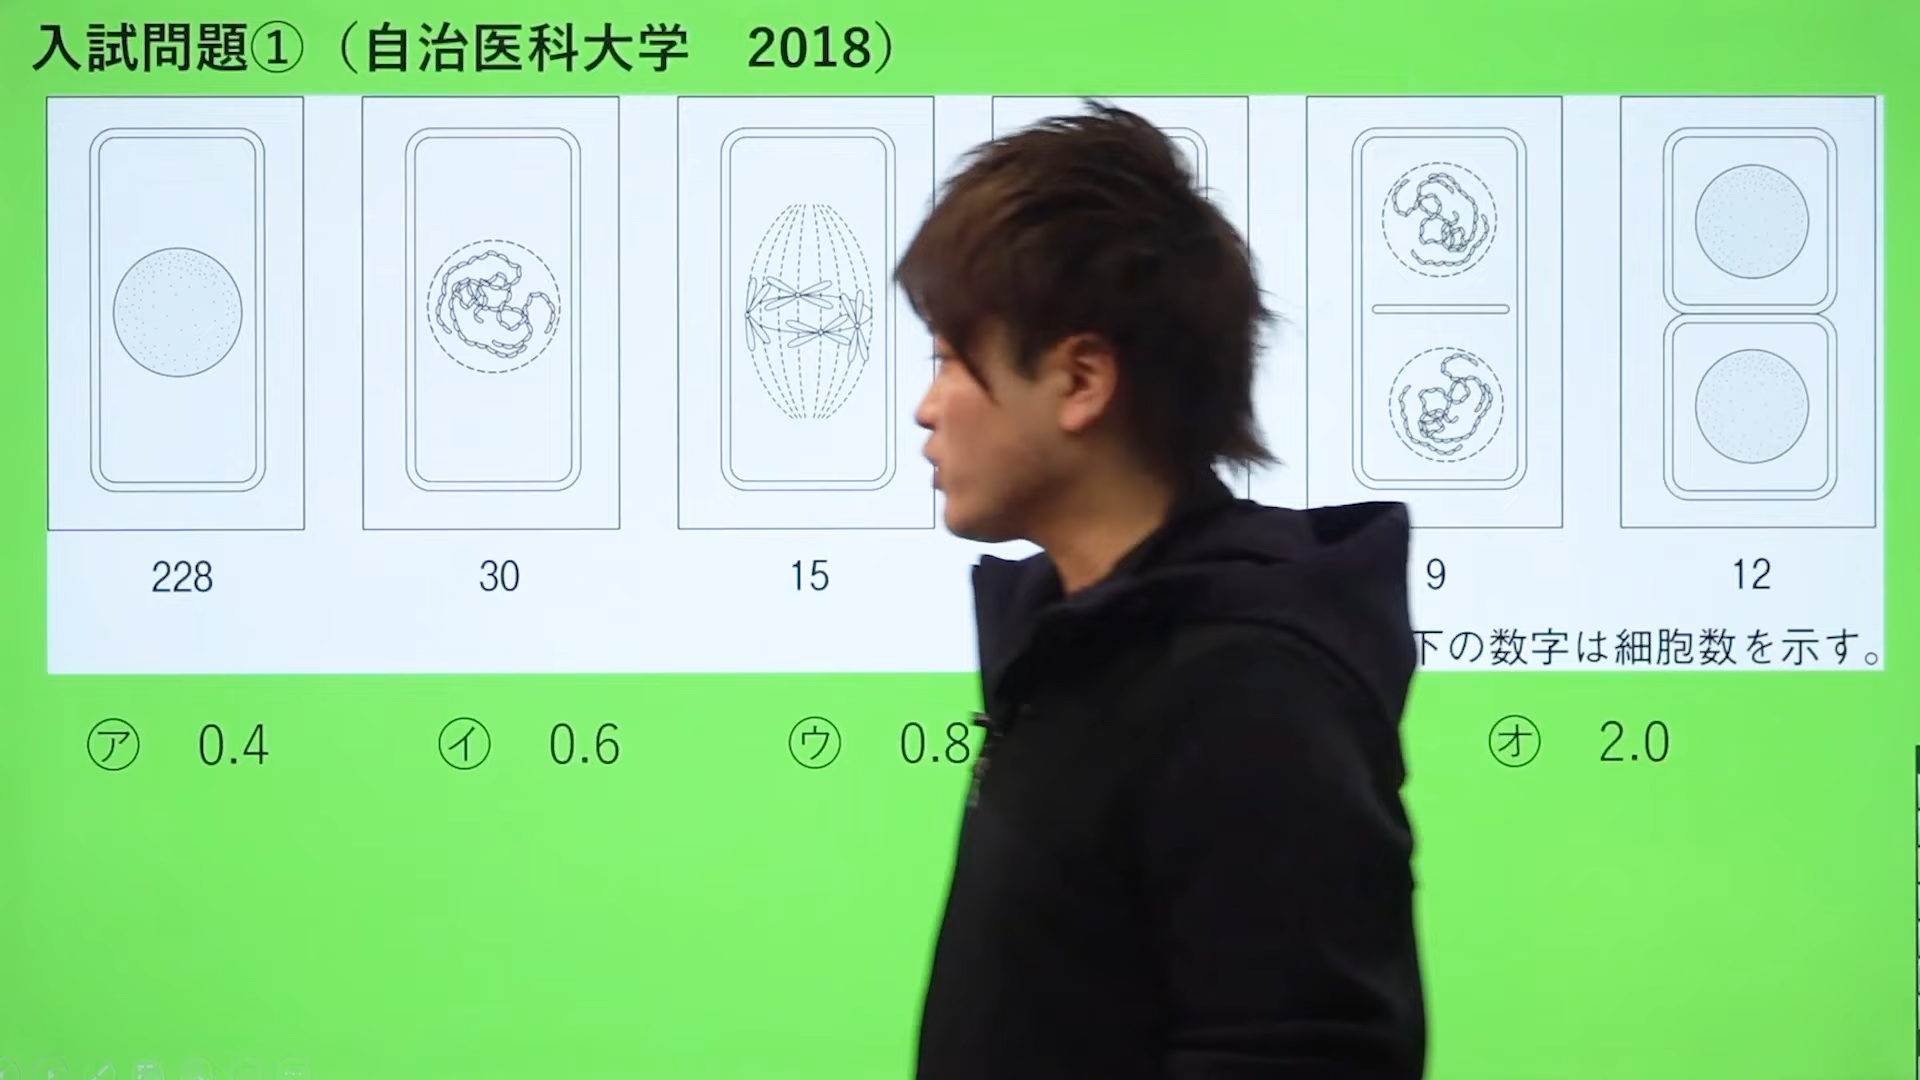 入試問題①（自治医科大学　2018）
228 30 15 9 12
下の数字は細胞数を示す。
㋐ 0.4 ㋑ 0.6 ㋒ 0.8 ㋔ 2.0